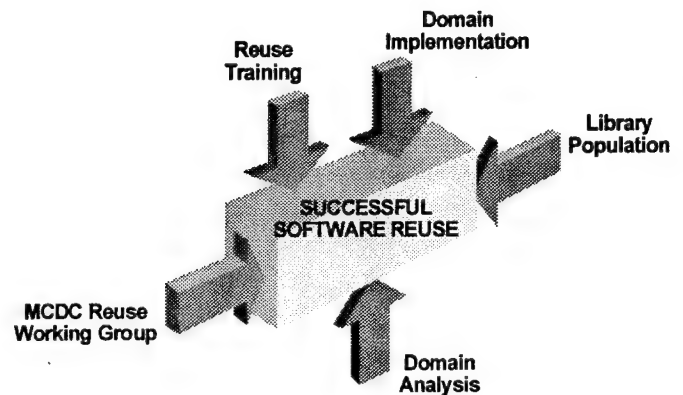 Domain
Implementation
Reuse
Training
Library
Population
SUCCESSFUL
SOFTWARE REUSE
MCDC Reuse
Working Group
Domain
Analysis